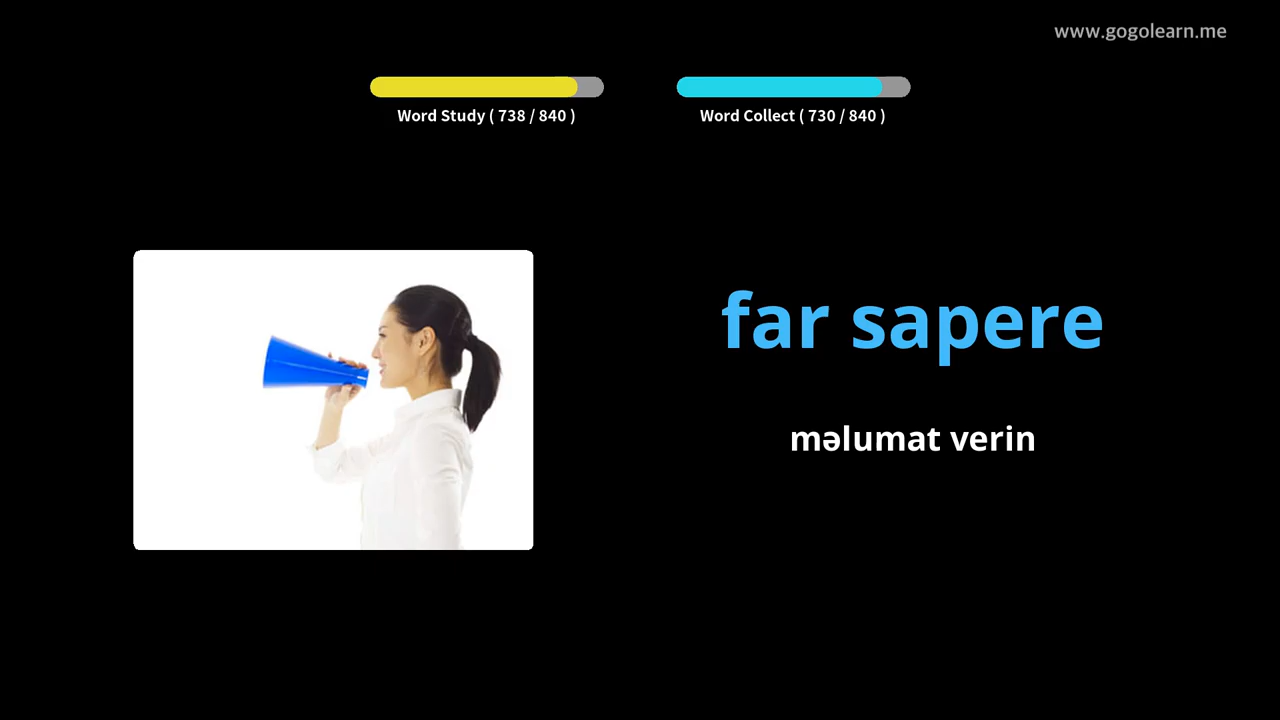 www.gogolearn.me
Word Study ( 738 / 840 )
Word Collect ( 730 / 840 )
far sapere
məlumat verin